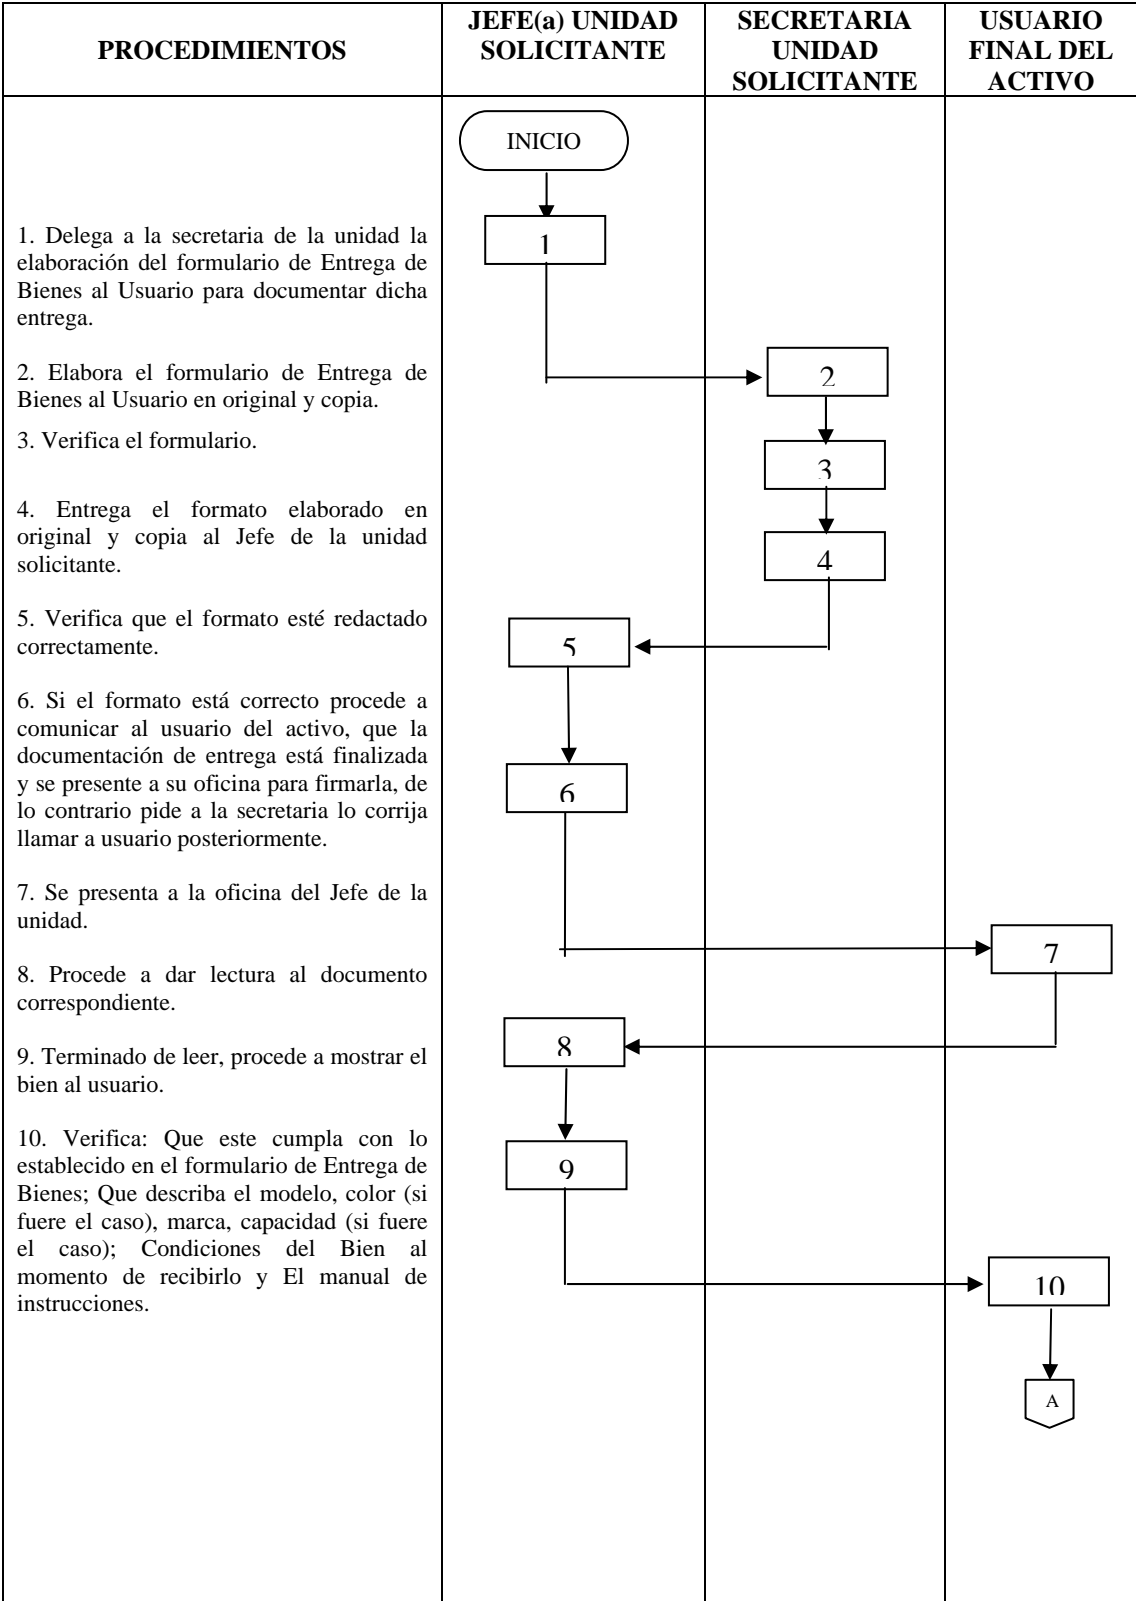 PROCEDIMIENTOS
JEFE(a) UNIDAD
SOLICITANTE
SECRETARIA
UNIDAD
SOLICITANTE
USUARIO
FINAL DEL
ACTIVO
INICIO
1
2
3
4
5
6
7
8
9
10
A
1. Delega a la secretaria de la unidad la
elaboración del formulario de Entrega de
Bienes al Usuario para documentar dicha
entrega.
2. Elabora el formulario de Entrega de
Bienes al Usuario en original y copia.
3. Verifica el formulario.
4. Entrega el formato elaborado en
original y copia al Jefe de la unidad
solicitante.
5. Verifica que el formato esté redactado
correctamente.
6. Si el formato está correcto procede a
comunicar al usuario del activo, que la
documentación de entrega está finalizada
y se presente a su oficina para firmarla, de
lo contrario pide a la secretaria lo corrija
llamar a usuario posteriormente.
7. Se presenta a la oficina del Jefe de la
unidad.
8. Procede a dar lectura al documento
correspondiente.
9. Terminado de leer, procede a mostrar el
bien al usuario.
10. Verifica: Que este cumpla con lo
establecido en el formulario de Entrega de
Bienes; Que describa el modelo, color (si
fuere el caso), marca, capacidad (si fuere
el caso); Condiciones del Bien al
momento de recibirlo y El manual de
instrucciones.